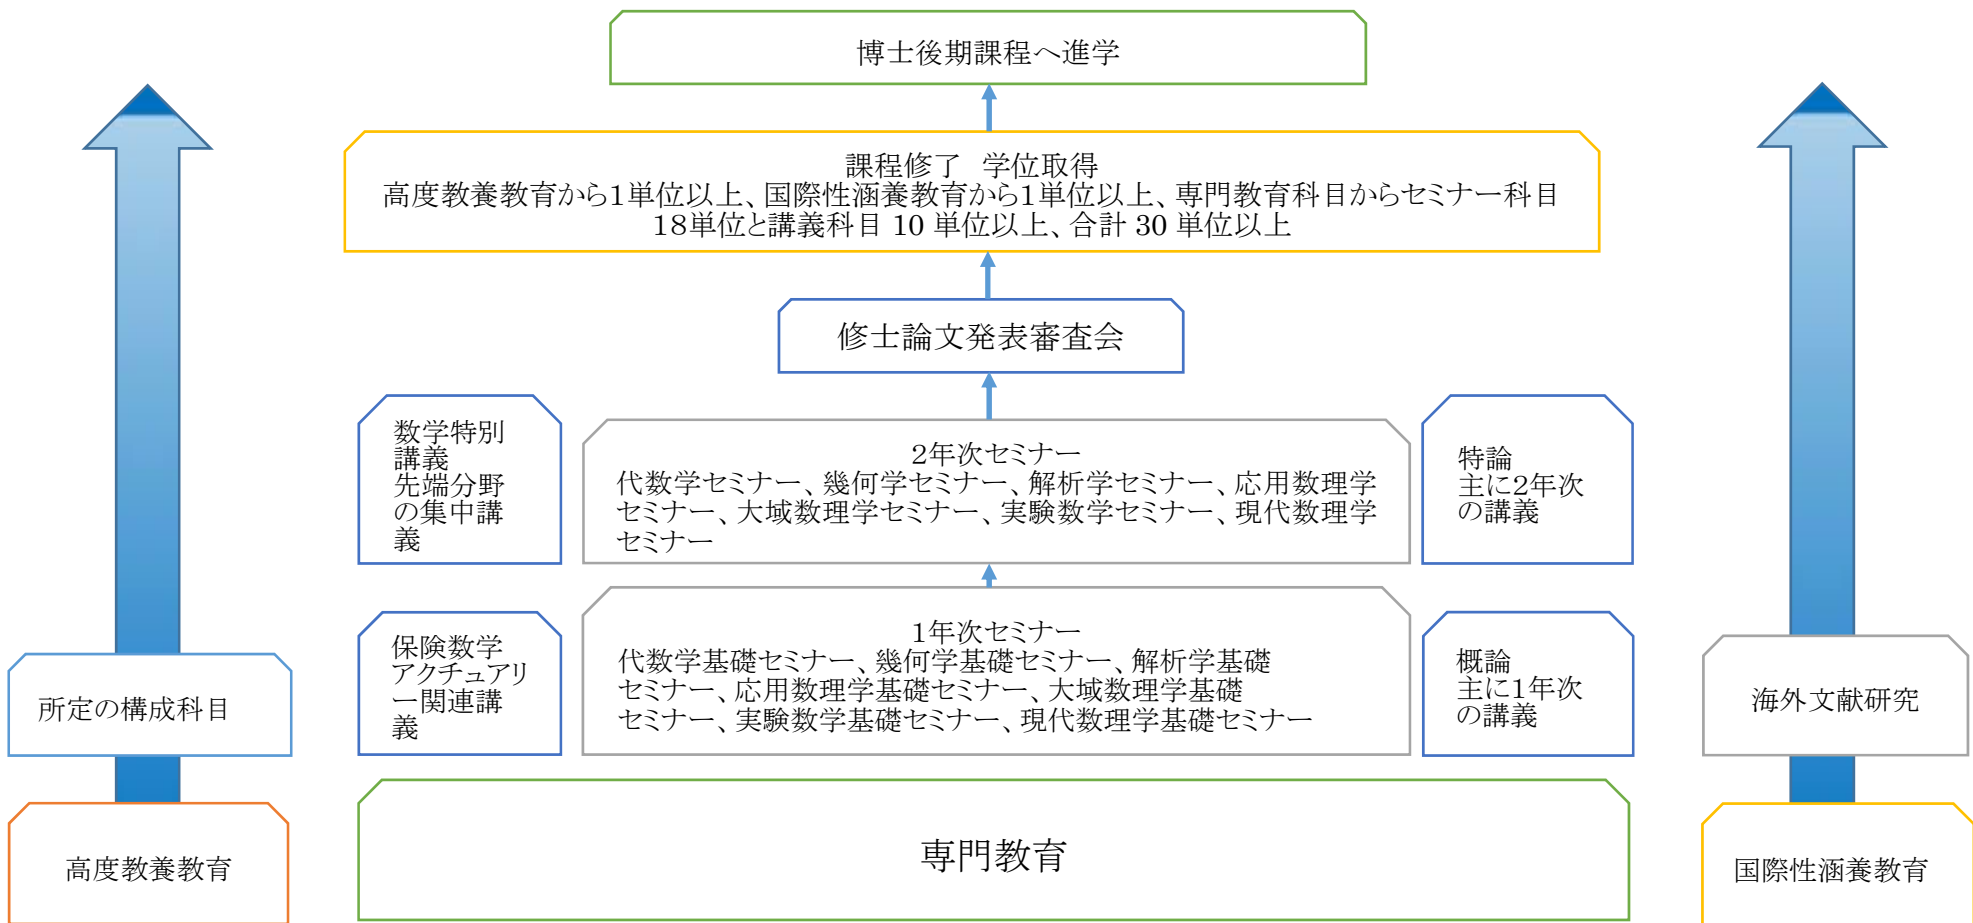 博士後期課程へ進学
課程修了　学位取得
高度教養教育から1単位以上、国際性涵養教育から1単位以上、専門教育科目からセミナー科目
18単位と講義科目 10 単位以上、合計 30 単位以上
修士論文発表審査会
数学特別
講義
先端分野
の集中講
義
2年次セミナー
代数学セミナー、幾何学セミナー、解析学セミナー、応用数理学
セミナー、大域数理学セミナー、実験数学セミナー、現代数理学
セミナー
特論
主に2年次
の講義
保険数学
アクチュアリ
ー関連講
義
1年次セミナー
代数学基礎セミナー、幾何学基礎セミナー、解析学基礎
セミナー、応用数理学基礎セミナー、大域数理学基礎
セミナー、実験数学基礎セミナー、現代数理学基礎セミナー
概論
主に1年次
の講義
所定の構成科目
海外文献研究
高度教養教育
専門教育
国際性涵養教育